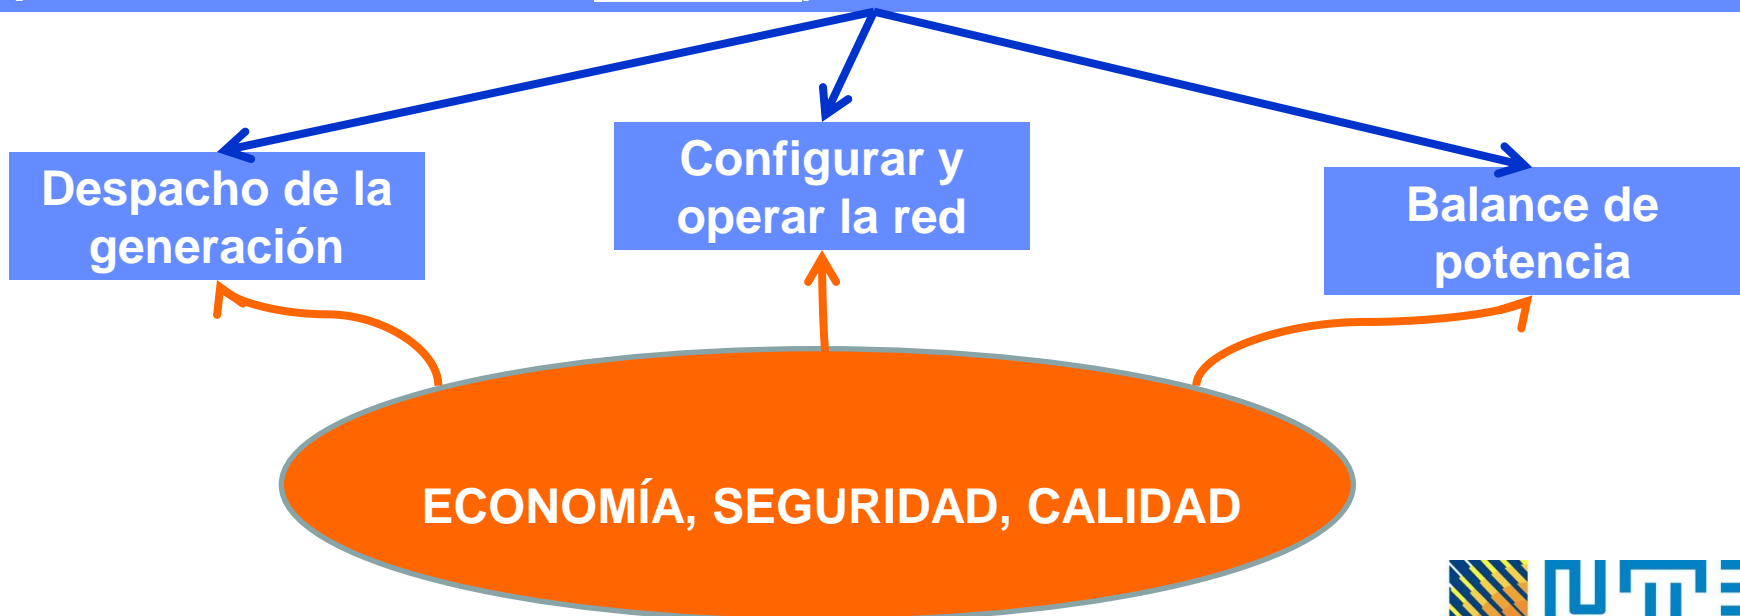 Despacho de la
generación
Configurar y
operar la red
Balance de
potencia
ECONOMÍA, SEGURIDAD, CALIDAD